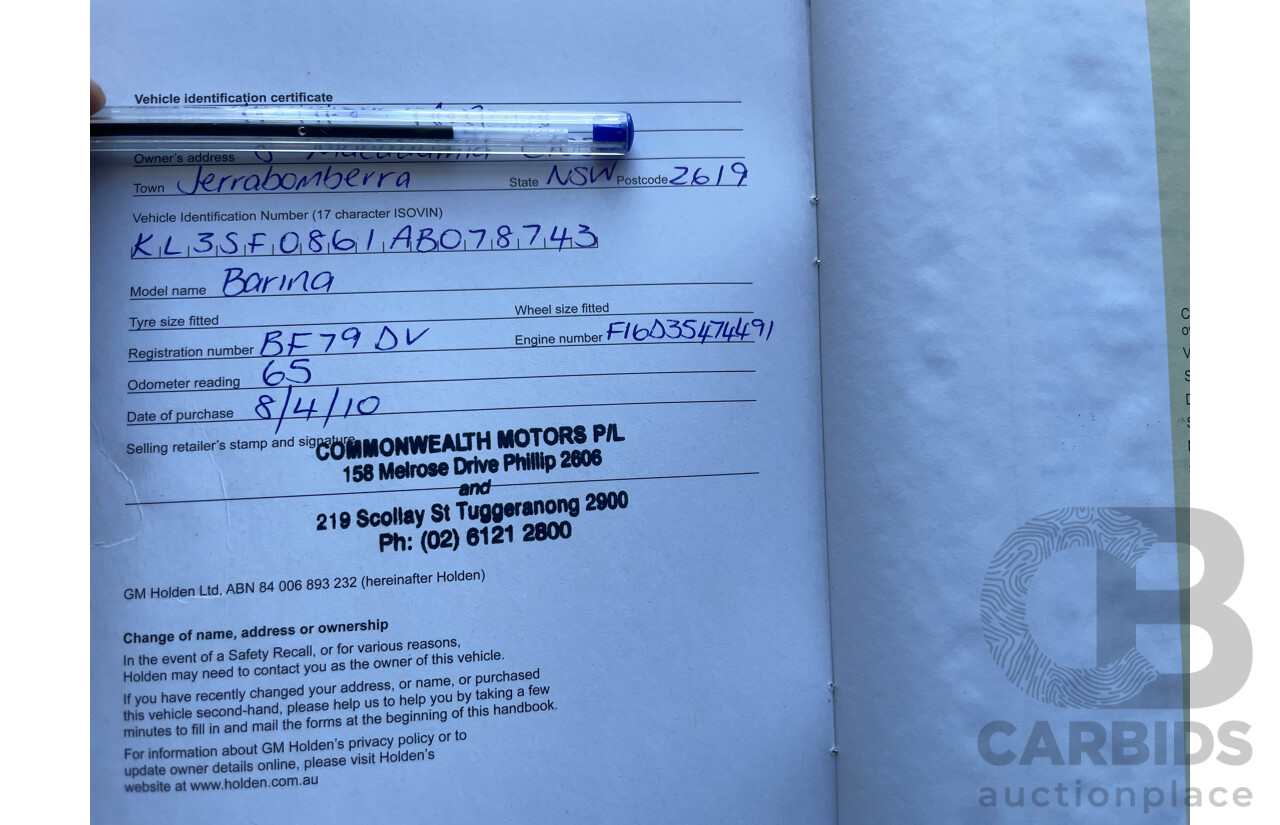 Vehicle identification certificate
Owner's address
Town Jerrabomberra State NSW Postcode 2619
Vehicle Identification Number (17 character ISOVIN)
KL3SF0861AB078743
Model name Barina
Tyre size fitted Wheel size fitted
Registration number BF79DV Engine number F16D35474491
Odometer reading 65
Date of purchase 8/4/10
Selling retailer's stamp and signature
COMMONWEALTH MOTORS P/L
158 Melrose Drive Phillip 2606
and
219 Scollay St Tuggeranong 2900
Ph: (02) 6121 2800
GM Holden Ltd, ABN 84 006 893 232 (hereinafter Holden)
Change of name, address or ownership
In the event of a Safety Recall, or for various reasons,
Holden may need to contact you as the owner of this vehicle.
If you have recently changed your address, or name, or purchased
this vehicle second-hand, please help us to help you by taking a few
minutes to fill in and mail the forms at the beginning of this handbook.
For information about GM Holden's privacy policy or to
update owner details online, please visit Holden's
website at www.holden.com.au
CB
CARBIDS
auctionplace